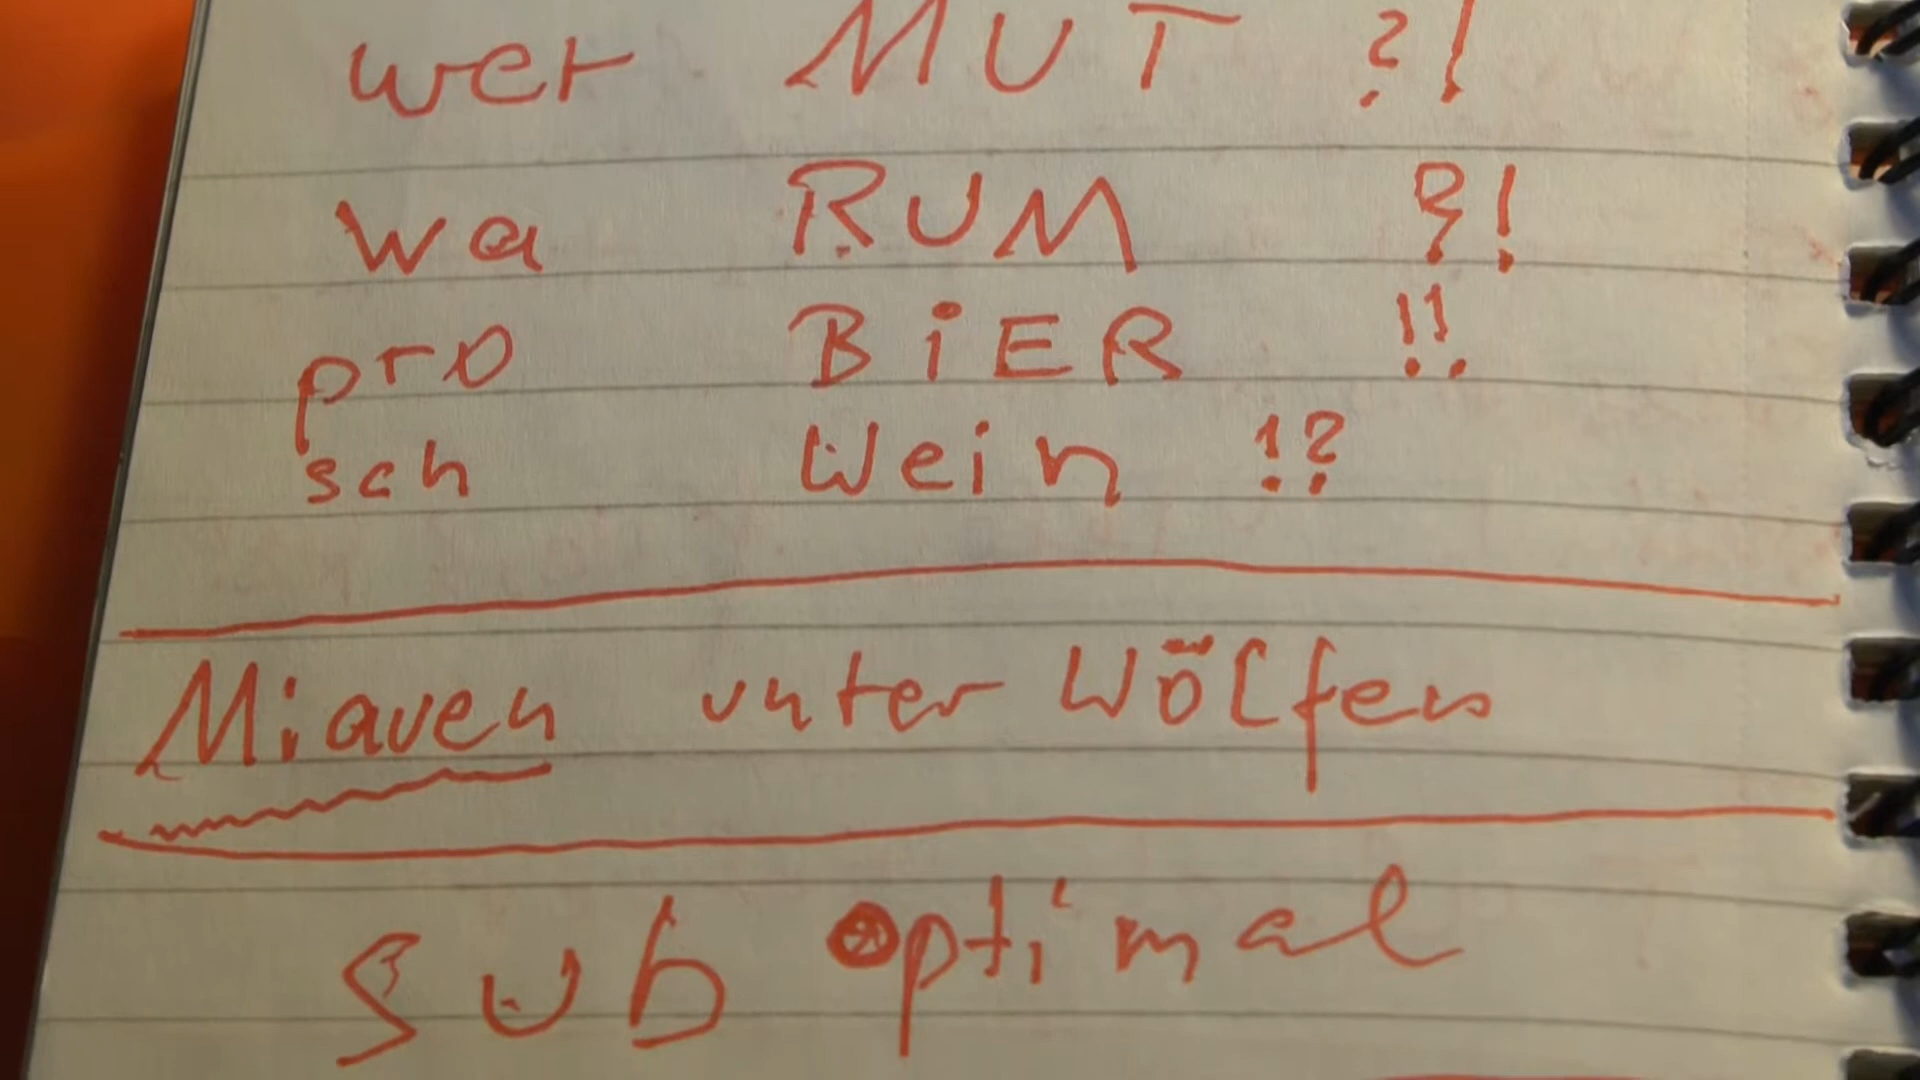 wer MUT ?!
wa RUM ?!
pro BiER !!
sch Wein !?
Miauen unter Wölfen
sub optimal